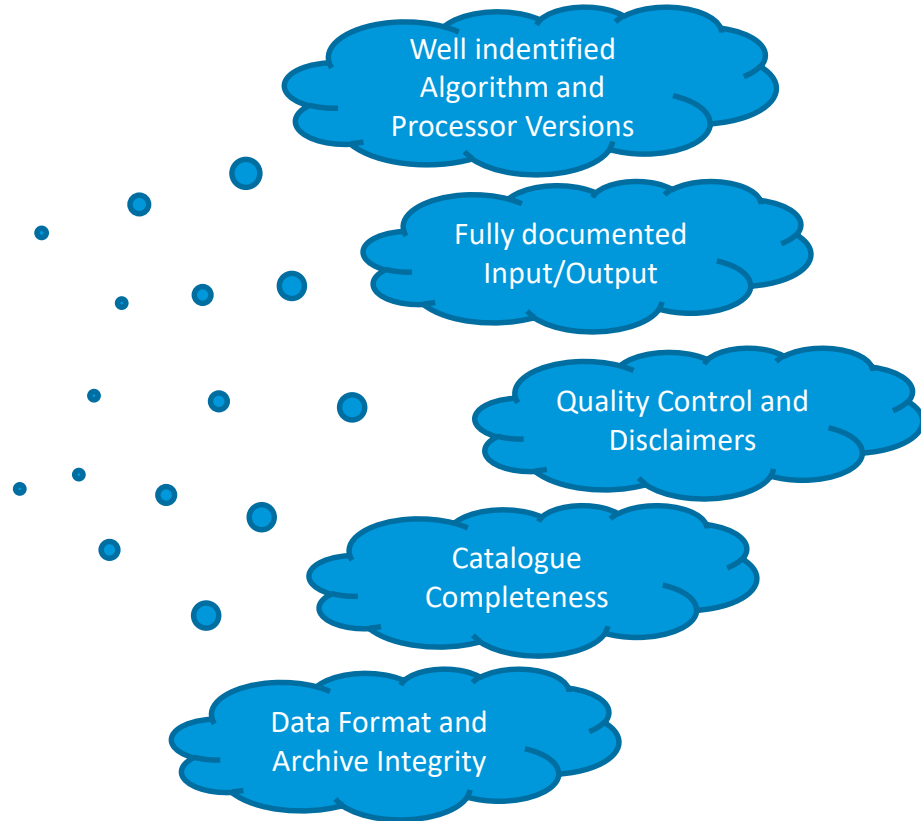 Well indentified
Algorithm and
Processor Versions
Fully documented
Input/Output
Quality Control and
Disclaimers
Catalogue
Completeness
Data Format and
Archive Integrity